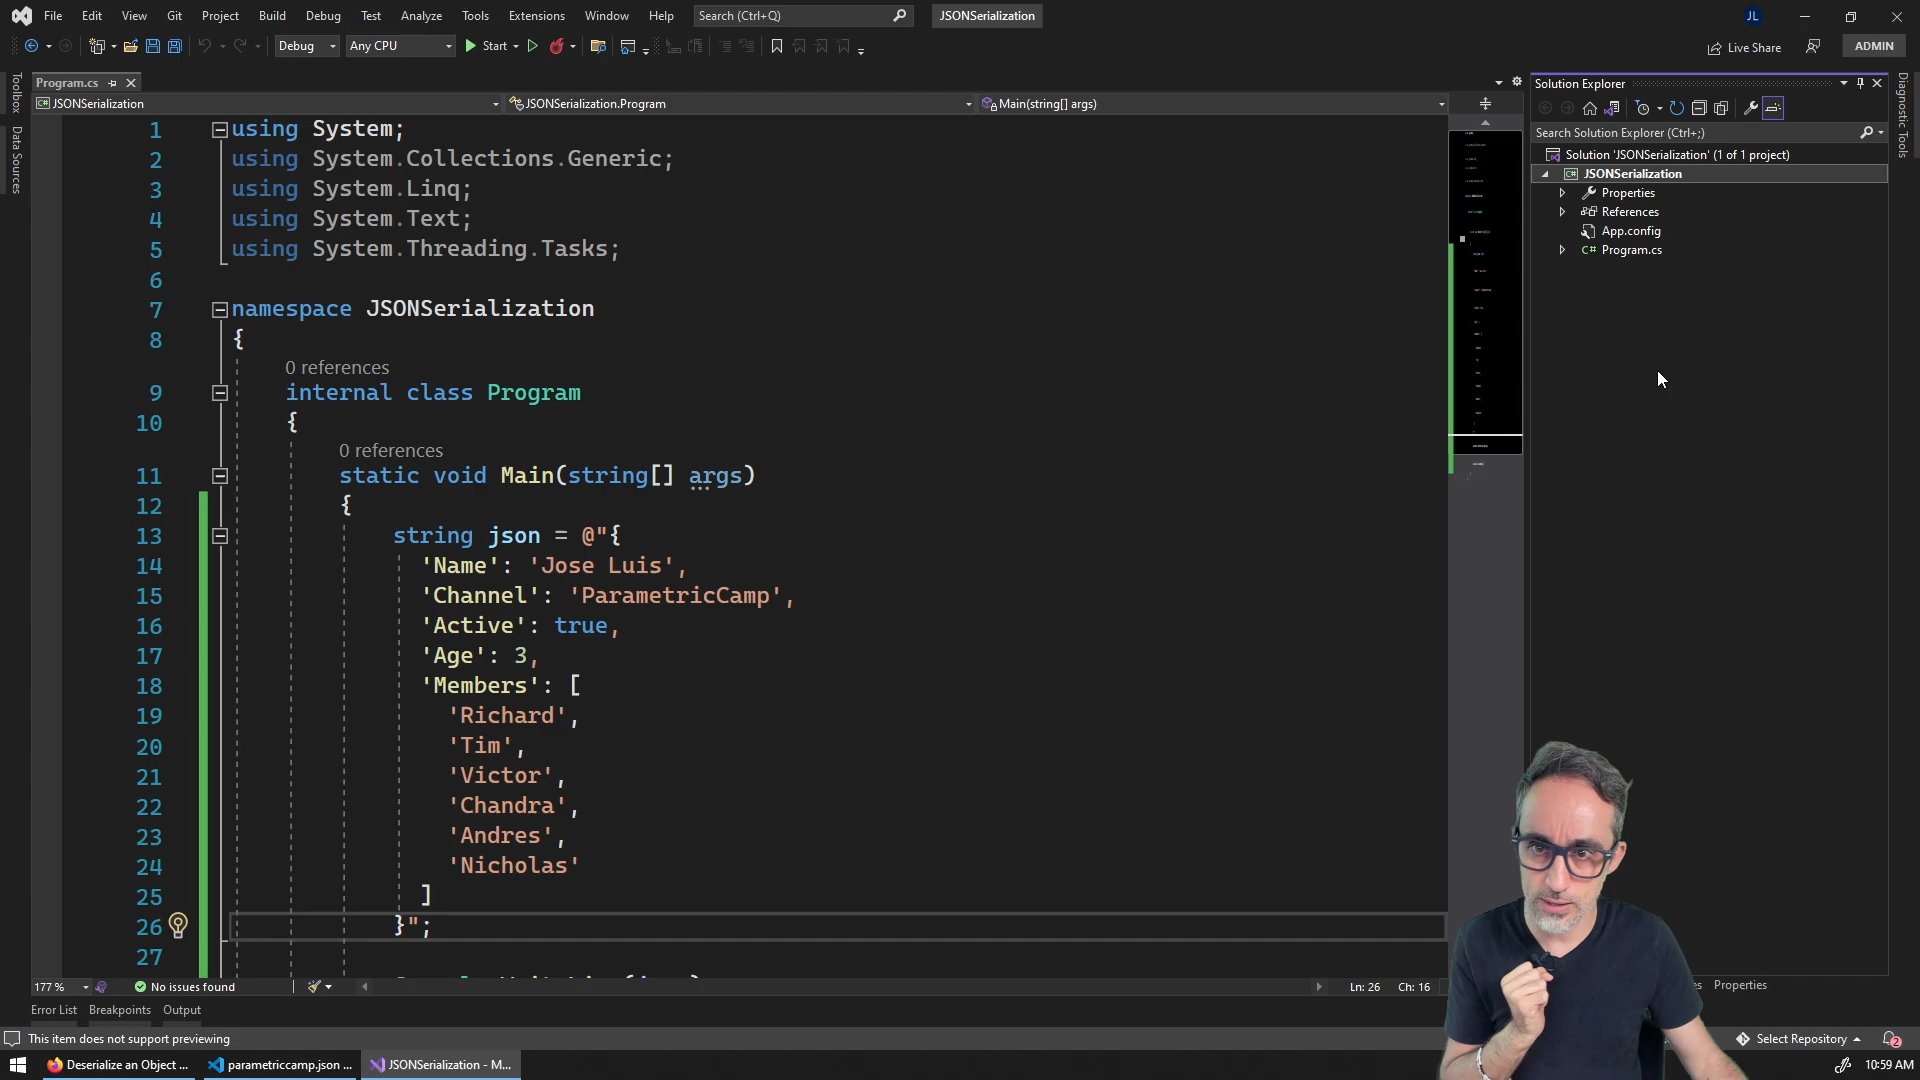 File Edit View Git Project Build Debug Test Analyze Tools Extensions Window Help Search (Ctrl+Q) JSONSerialization JL
Debug Any CPU Start Live Share ADMIN
Toolbox
Data Sources
Program.cs
JSONSerialization JSONSerialization.Program Main(string[] args)
1 using System;
2 using System.Collections.Generic;
3 using System.Linq;
4 using System.Text;
5 using System.Threading.Tasks;
6
7 namespace JSONSerialization
8 {
0 references
9 internal class Program
10 {
0 references
11 static void Main(string[] args)
12 {
13 string json = @"{
14 'Name': 'Jose Luis',
15 'Channel': 'ParametricCamp',
16 'Active': true,
17 'Age': 3,
18 'Members': [
19 'Richard',
20 'Tim',
21 'Victor',
22 'Chandra',
23 'Andres',
24 'Nicholas'
25 ]
26 }";
27
Solution Explorer
Search Solution Explorer (Ctrl+;)
Solution 'JSONSerialization' (1 of 1 project)
JSONSerialization
Properties
References
App.config
C# Program.cs
Diagnostic Tools
177 % No issues found Ln: 26 Ch: 16
Properties
Error List Breakpoints Output
This item does not support previewing
Select Repository 2
Deserialize an Object ... parametriccamp.json ... JSONSerialization - M...
10:59 AM